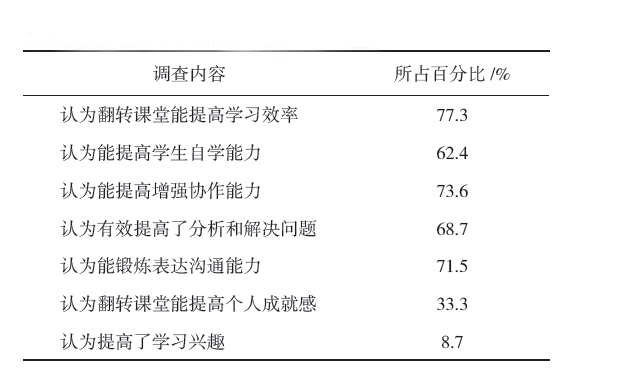 调查内容 所占百分比/%
认为翻转课堂能提高学习效率 77.3
认为能提高学生自学能力 62.4
认为能提高增强协作能力 73.6
认为有效提高了分析和解决问题 68.7
认为能锻炼表达沟通能力 71.5
认为翻转课堂能提高个人成就感 33.3
认为提高了学习兴趣 8.7